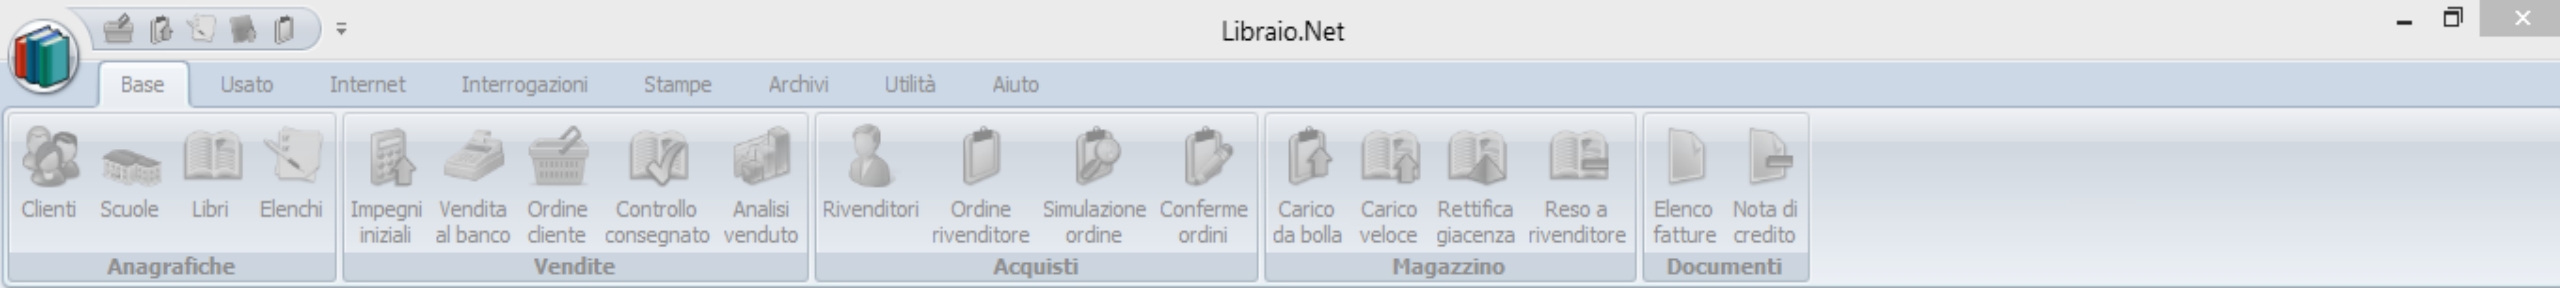 Libraio.Net
Base Usato Internet Interrogazioni Stampe Archivi Utilità Aiuto
Clienti Scuole Libri Elenchi
Anagrafiche
Impegni iniziali Vendita al banco Ordine cliente Controllo consegnato Analisi venduto
Vendite
Rivenditori Ordine rivenditore Simulazione ordine Conferme ordini
Acquisti
Carico da bolla Carico veloce Rettifica giacenza Reso a rivenditore
Magazzino
Elenco fatture Nota di credito
Documenti